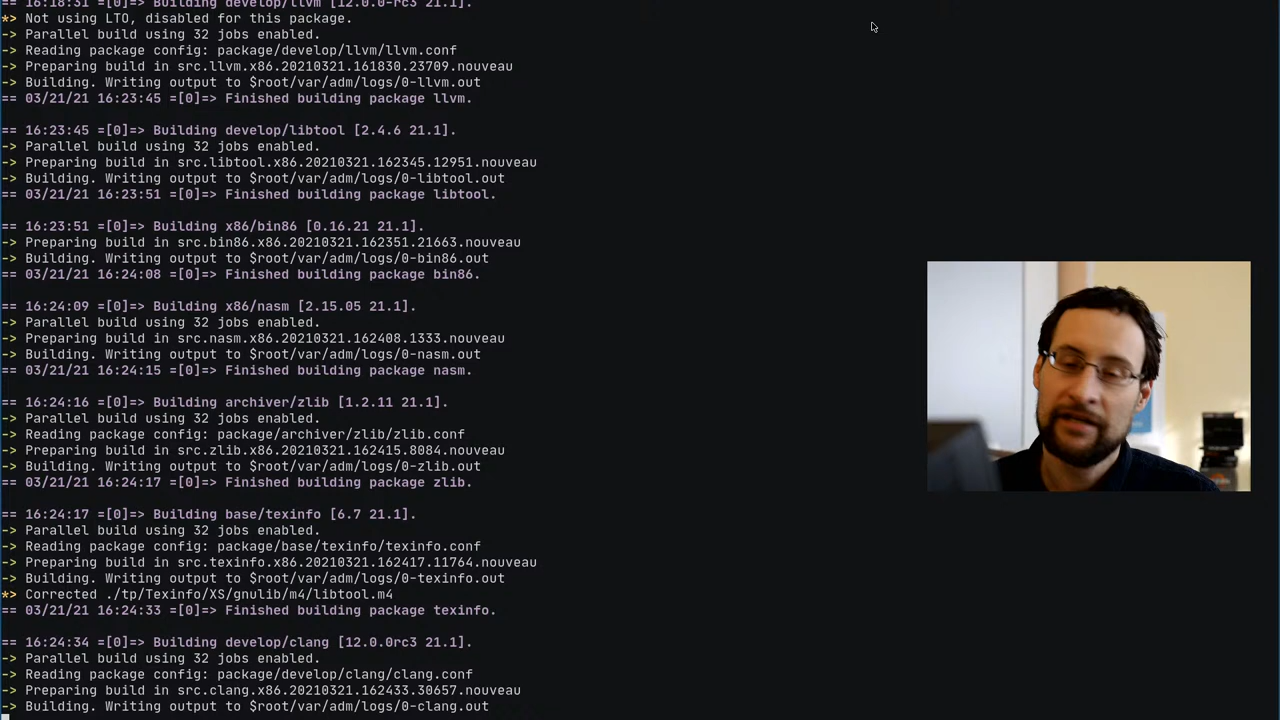 == 16:18:31 =[0]=> Building develop/llvm [12.0.0-rc3 21.1].
*> Not using LTO, disabled for this package.
-> Parallel build using 32 jobs enabled.
-> Reading package config: package/develop/llvm/llvm.conf
-> Preparing build in src.llvm.x86.20210321.161830.23709.nouveau
-> Building. Writing output to $root/var/adm/logs/0-llvm.out
== 03/21/21 16:23:45 =[0]=> Finished building package llvm.
== 16:23:45 =[0]=> Building develop/libtool [2.4.6 21.1].
-> Parallel build using 32 jobs enabled.
-> Preparing build in src.libtool.x86.20210321.162345.12951.nouveau
-> Building. Writing output to $root/var/adm/logs/0-libtool.out
== 03/21/21 16:23:51 =[0]=> Finished building package libtool.
== 16:23:51 =[0]=> Building x86/bin86 [0.16.21 21.1].
-> Preparing build in src.bin86.x86.20210321.162351.21663.nouveau
-> Building. Writing output to $root/var/adm/logs/0-bin86.out
== 03/21/21 16:24:08 =[0]=> Finished building package bin86.
== 16:24:09 =[0]=> Building x86/nasm [2.15.05 21.1].
-> Parallel build using 32 jobs enabled.
-> Preparing build in src.nasm.x86.20210321.162408.1333.nouveau
-> Building. Writing output to $root/var/adm/logs/0-nasm.out
== 03/21/21 16:24:15 =[0]=> Finished building package nasm.
== 16:24:16 =[0]=> Building archiver/zlib [1.2.11 21.1].
-> Parallel build using 32 jobs enabled.
-> Reading package config: package/archiver/zlib/zlib.conf
-> Preparing build in src.zlib.x86.20210321.162415.8084.nouveau
-> Building. Writing output to $root/var/adm/logs/0-zlib.out
== 03/21/21 16:24:17 =[0]=> Finished building package zlib.
== 16:24:17 =[0]=> Building base/texinfo [6.7 21.1].
-> Parallel build using 32 jobs enabled.
-> Reading package config: package/base/texinfo/texinfo.conf
-> Preparing build in src.texinfo.x86.20210321.162417.11764.nouveau
-> Building. Writing output to $root/var/adm/logs/0-texinfo.out
*> Corrected ./tp/Texinfo/XS/gnulib/m4/libtool.m4
== 03/21/21 16:24:33 =[0]=> Finished building package texinfo.
== 16:24:34 =[0]=> Building develop/clang [12.0.0rc3 21.1].
-> Parallel build using 32 jobs enabled.
-> Reading package config: package/develop/clang/clang.conf
-> Preparing build in src.clang.x86.20210321.162433.30657.nouveau
-> Building. Writing output to $root/var/adm/logs/0-clang.out